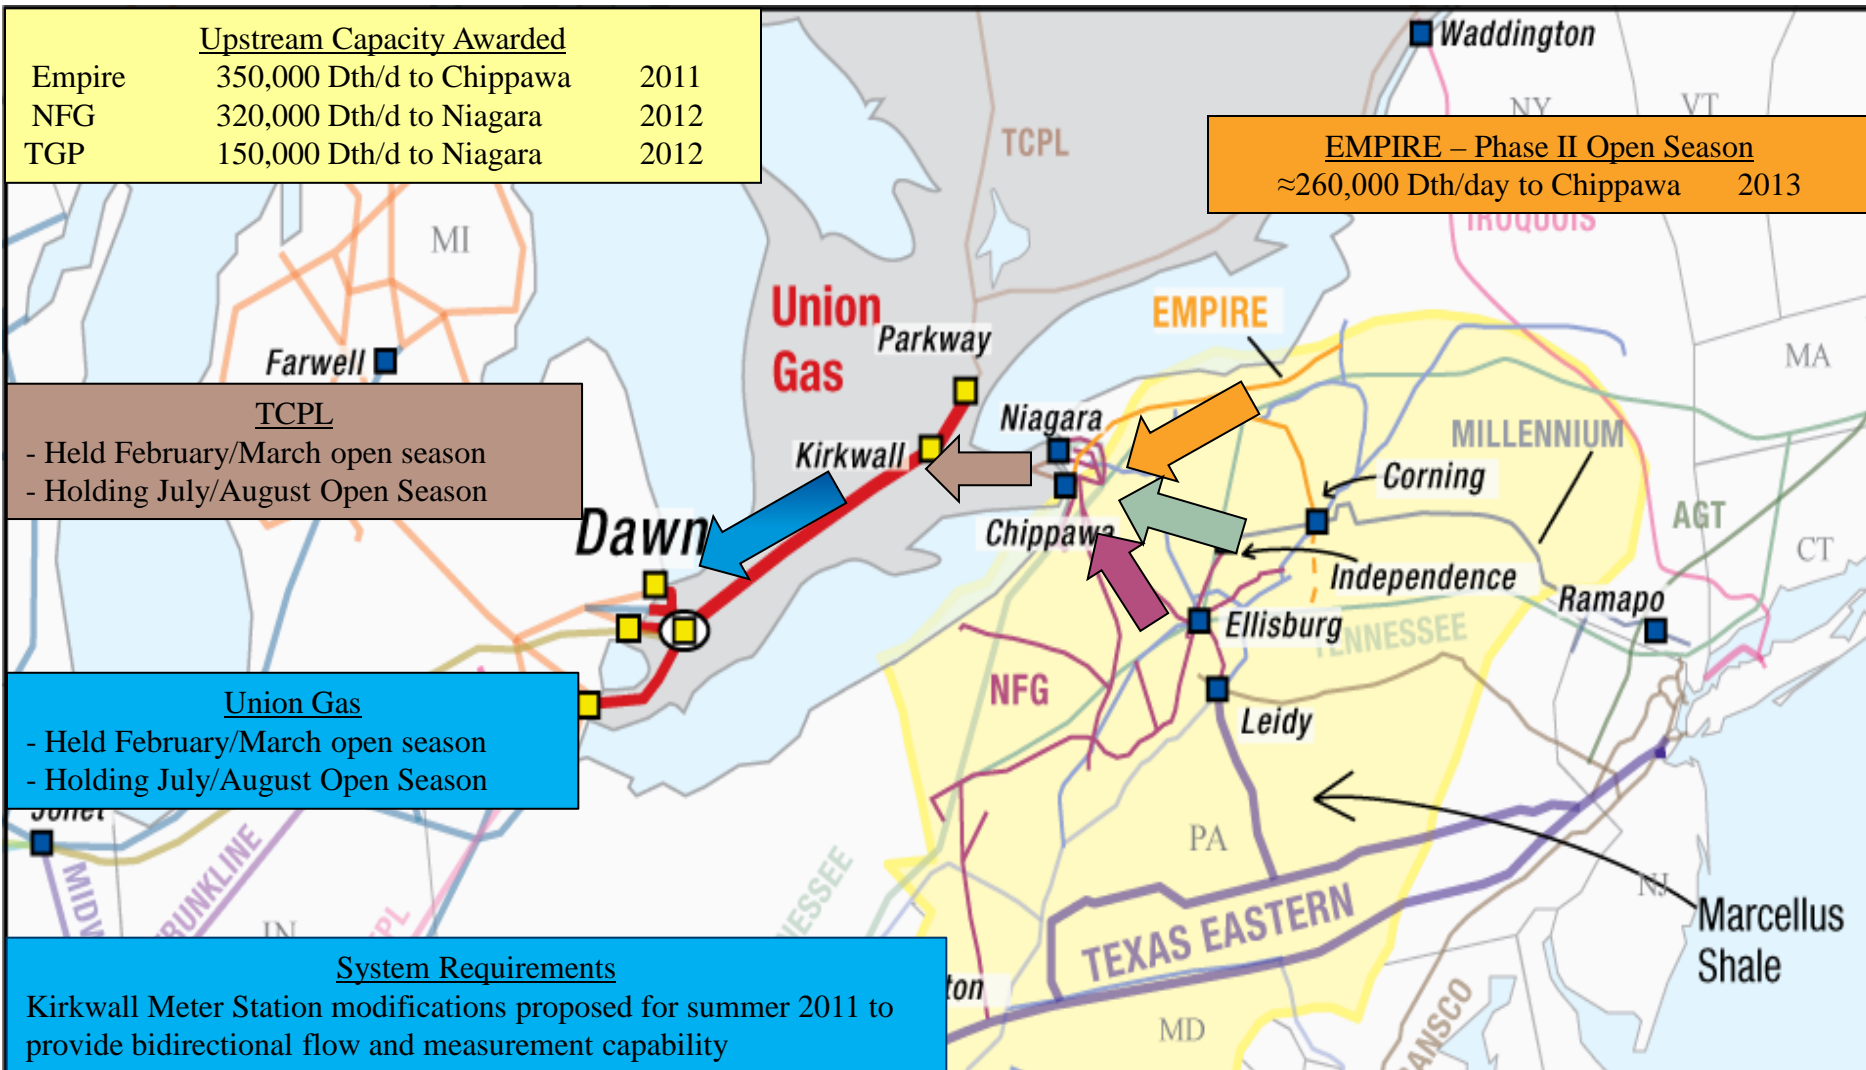 Upstream Capacity Awarded
Empire 350,000 Dth/d to Chippawa 2011
NFG 320,000 Dth/d to Niagara 2012
TGP 150,000 Dth/d to Niagara 2012
Waddington
NY VT
TCPL
EMPIRE – Phase II Open Season
≈260,000 Dth/day to Chippawa 2013
IROQUOIS
MI
Union
Gas
EMPIRE
Parkway
Farwell
MA
TCPL
- Held February/March open season
- Holding July/August Open Season
Niagara
Kirkwall
MILLENNIUM
Corning
Dawn
Chippawa
AGT
CT
Independence
Ramapo
Ellisburg
TENNESSEE
NFG
Leidy
Union Gas
- Held February/March open season
- Holding July/August Open Season
PA
NJ
MIDW
TRUNKLINE
IN
TEXAS EASTERN
Marcellus
Shale
System Requirements
Kirkwall Meter Station modifications proposed for summer 2011 to
provide bidirectional flow and measurement capability
ton
MD